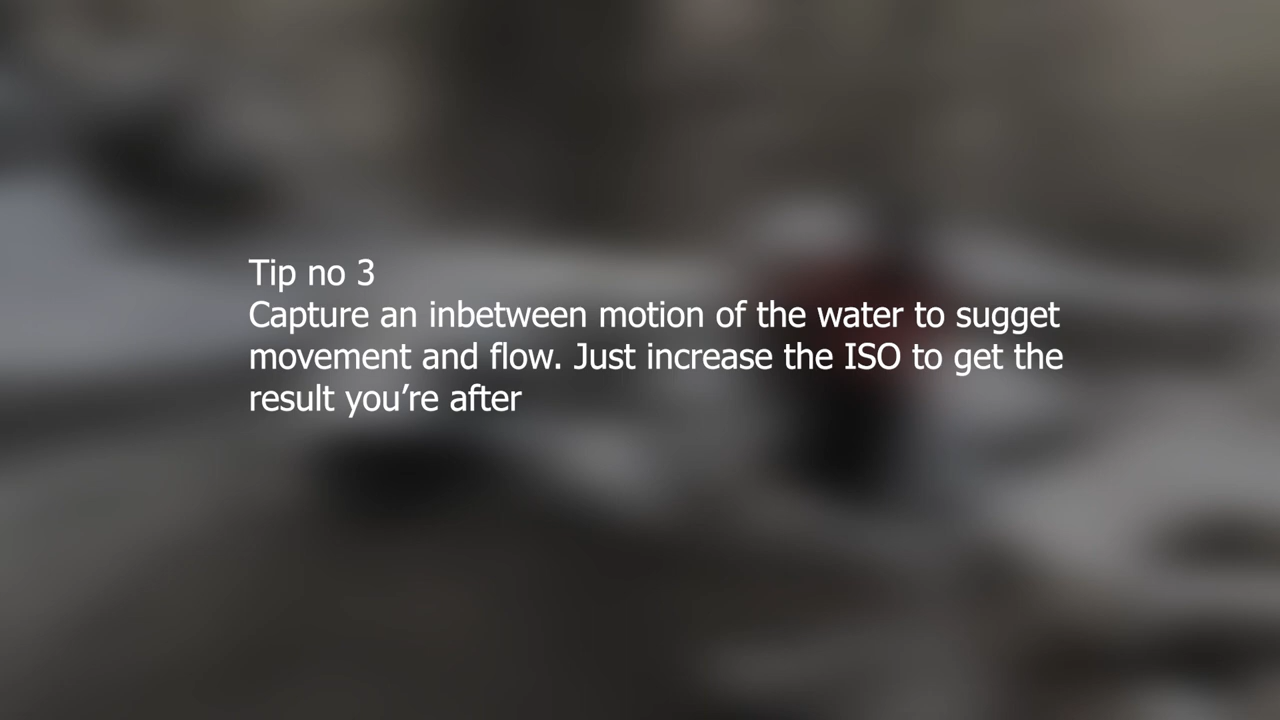 Tip no 3
Capture an inbetween motion of the water to sugget
movement and flow. Just increase the ISO to get the
result you’re after